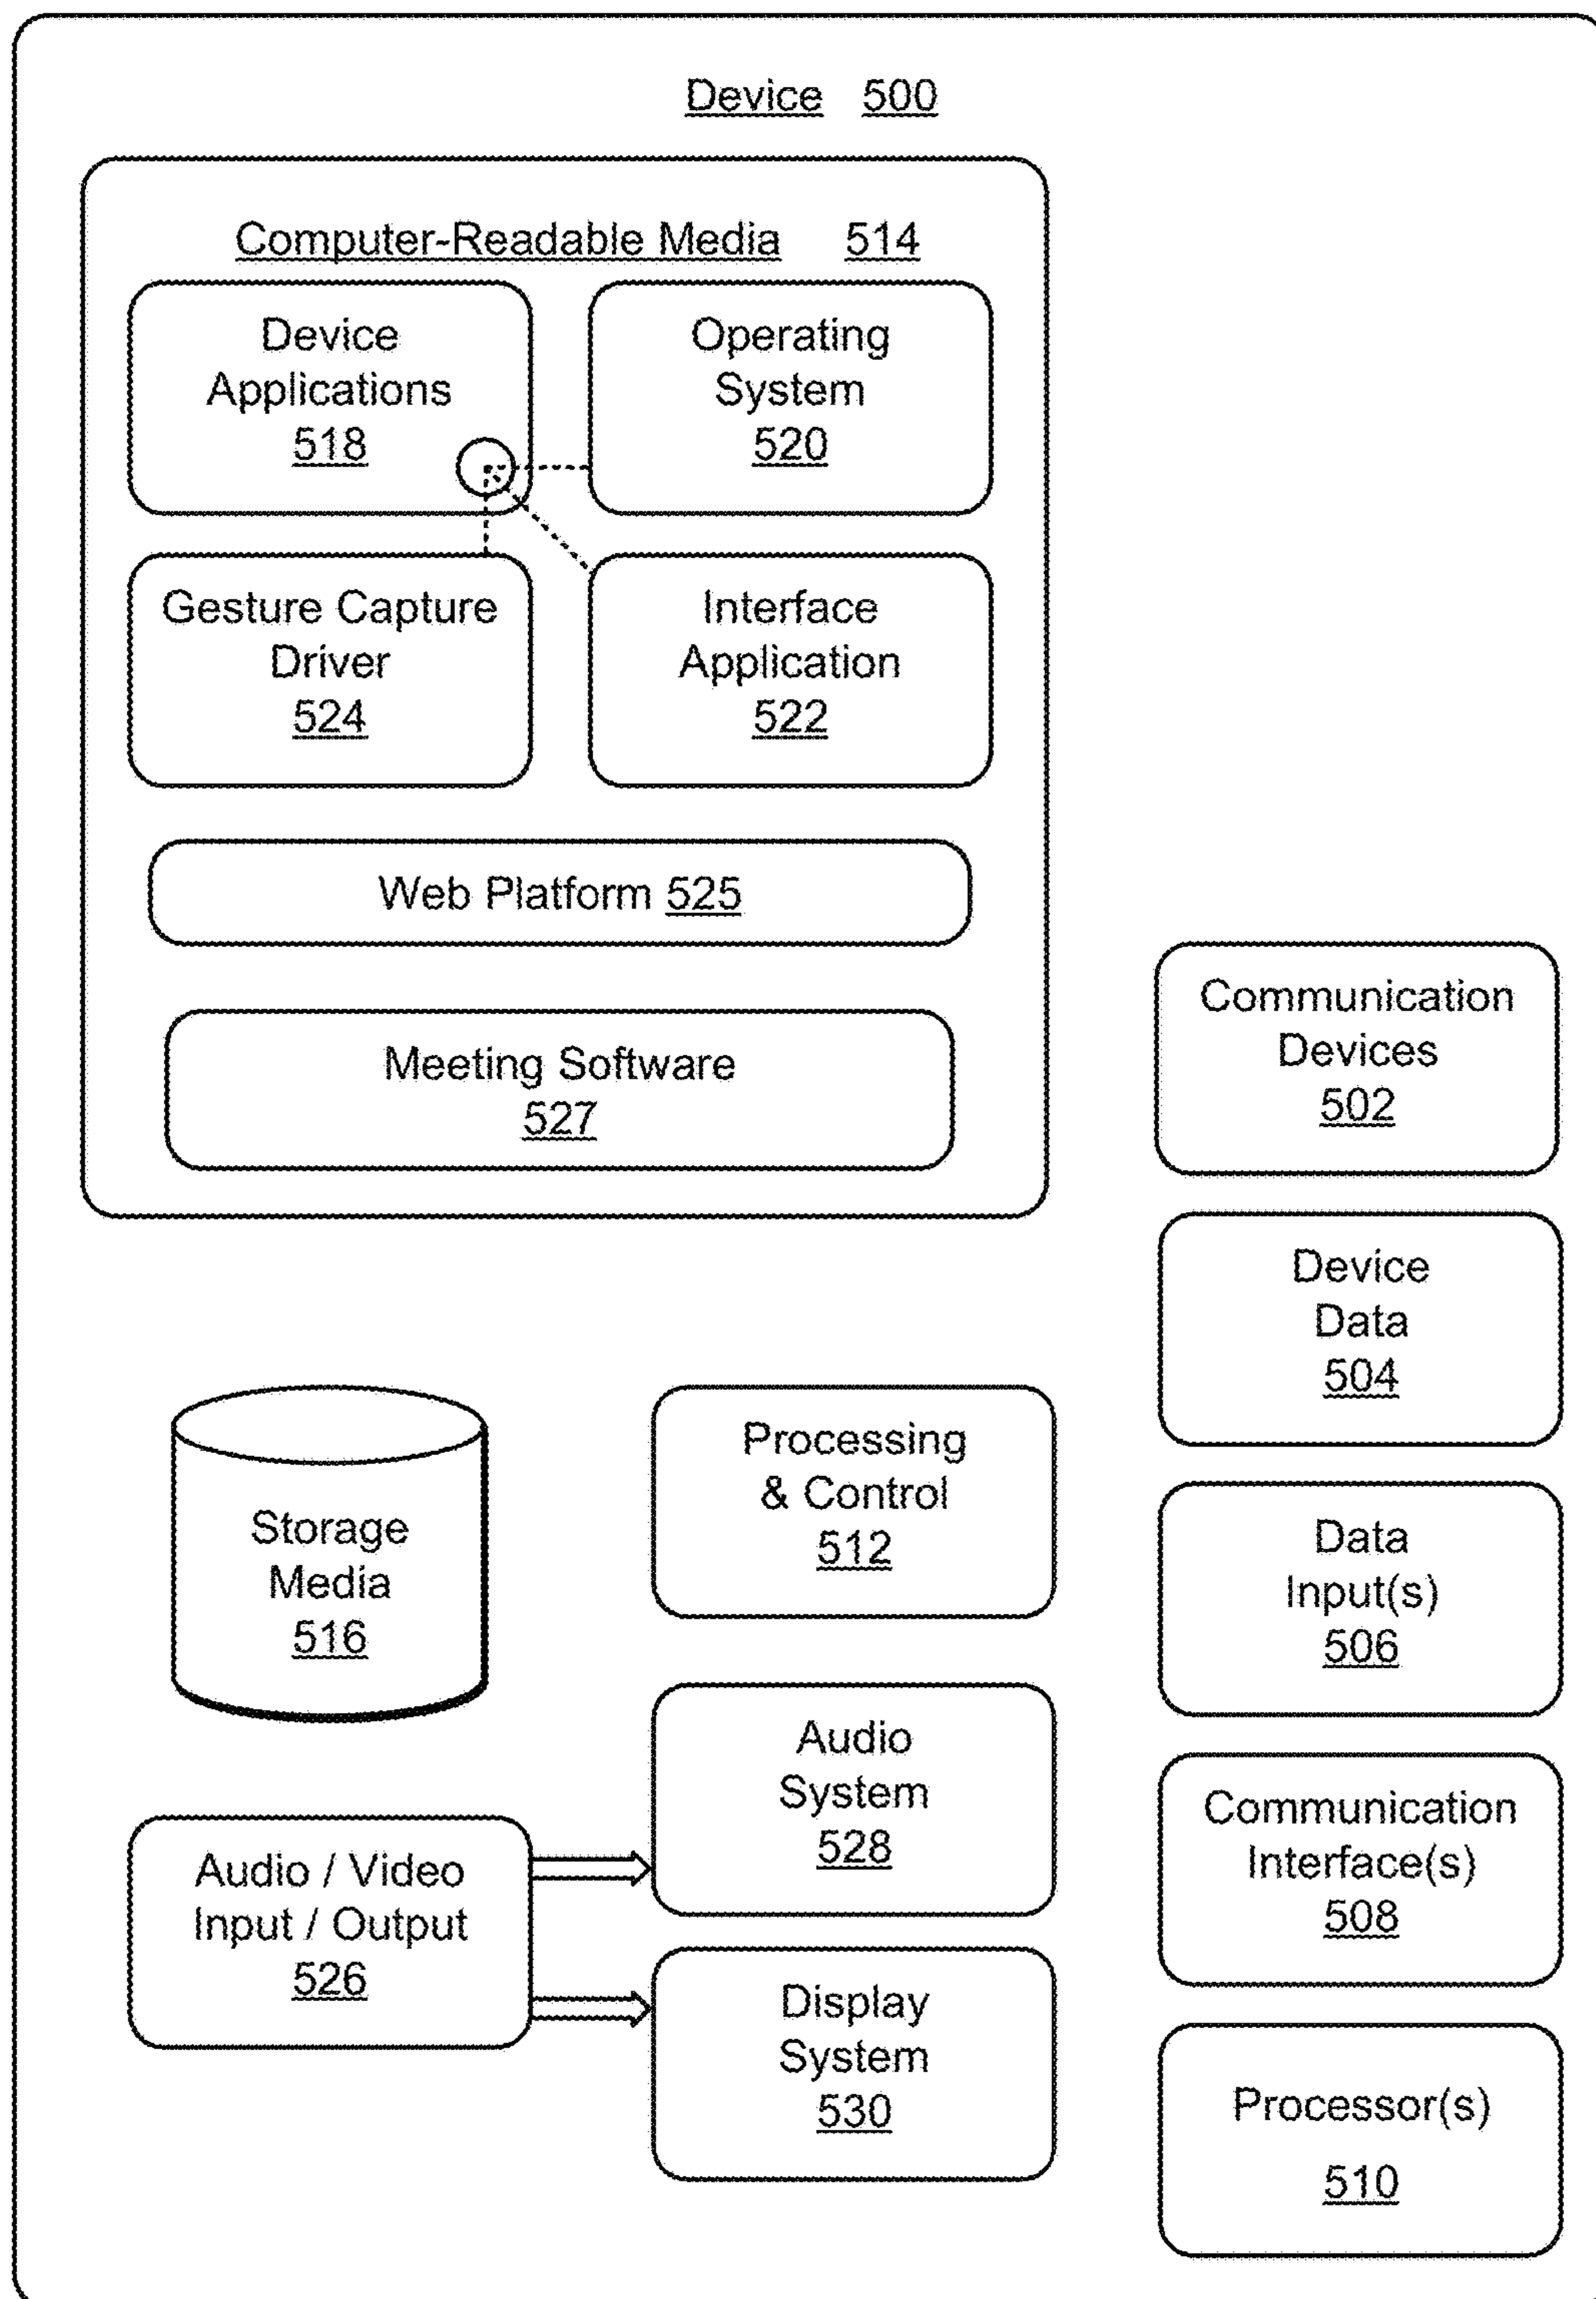 Device 500
Computer-Readable Media 514
Device
Applications
518
Operating
System
520
Gesture Capture
Driver
524
Interface
Application
522
Web Platform 525
Meeting Software
527
Communication
Devices
502
Device
Data
504
Storage
Media
516
Processing
& Control
512
Data
Input(s)
506
Audio / Video
Input / Output
526
Audio
System
528
Communication
Interface(s)
508
Display
System
530
Processor(s)
510